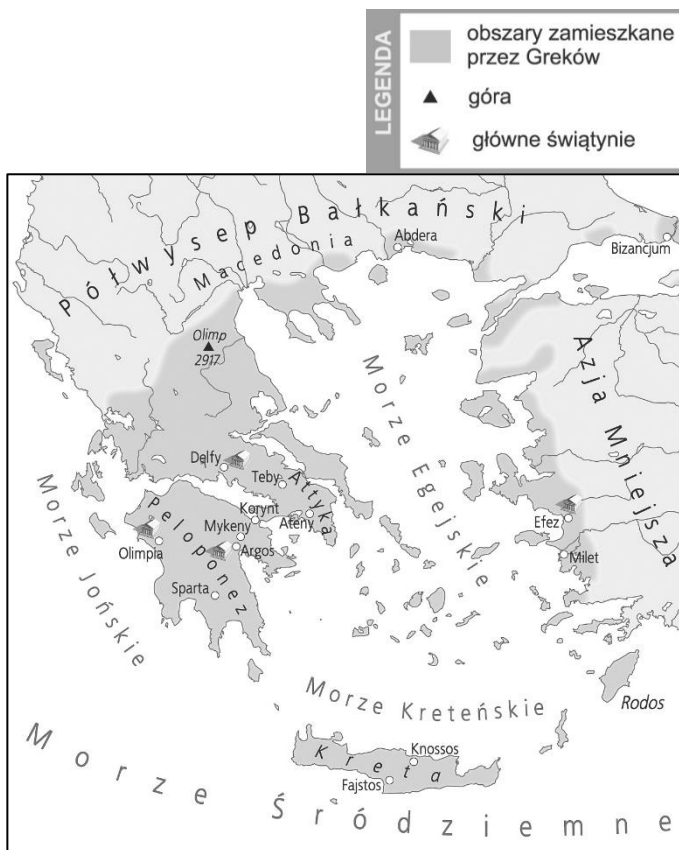 LEGENDA
obszary zamieszkane
przez Greków
góra
główne świątynie
Półwysep Bałkański
Macedonia
Abdera
Bizancjum
Olimp
2917
Azja Mniejsza
Morze Egejskie
Delfy
Teby
Attyka
Morze Jońskie
Peloponez
Korynt
Mykeny
Ateny
Efez
Olimpia
Argos
Milet
Sparta
Rodos
Morze Kreteńskie
Knossos
Kreta
Fajstos
Morze Śródziemne